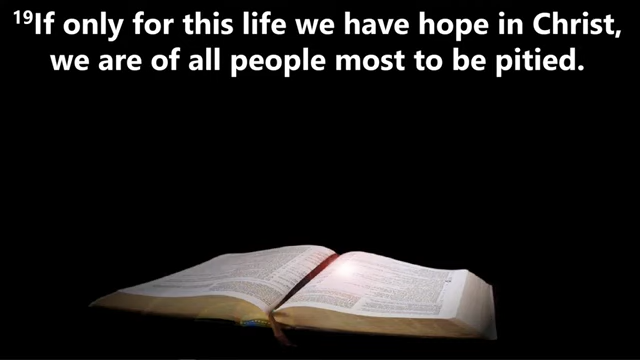 ¹⁹If only for this life we have hope in Christ,
we are of all people most to be pitied.